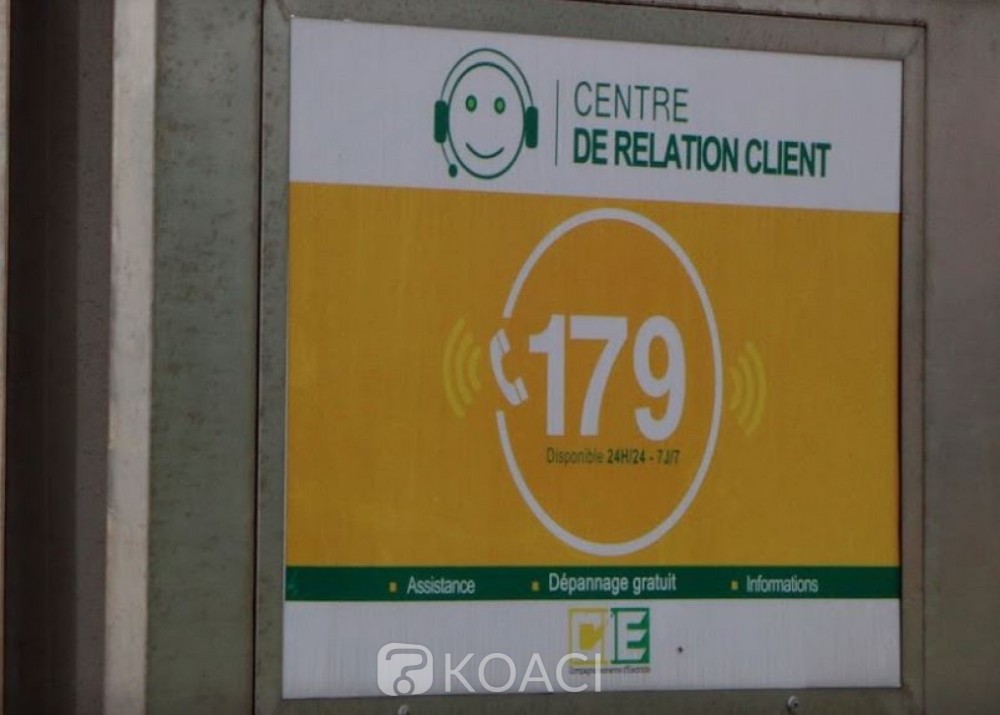 CENTRE
DE RELATION CLIENT
179
Disponible 24H/24 - 7J/7
Assistance
Dépannage gratuit
Informations
CIE
KOACI